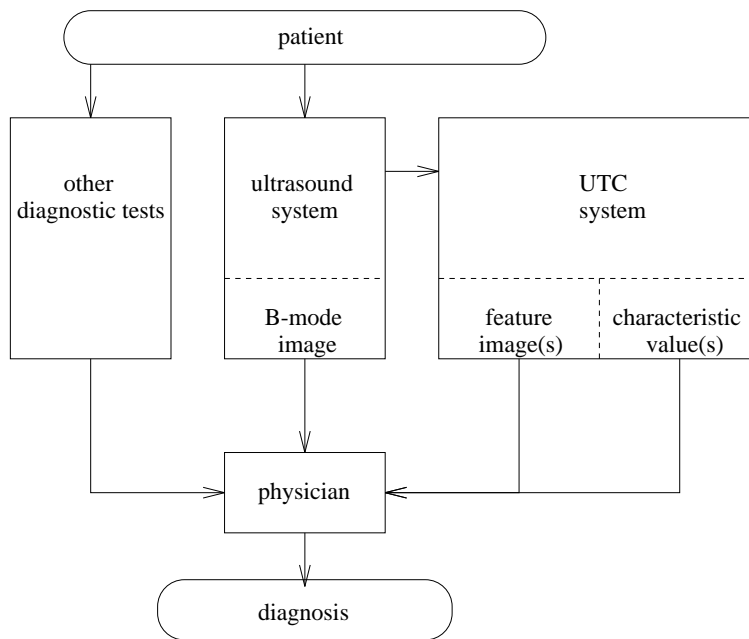 patient
other
diagnostic tests
ultrasound
system
UTC
system
B-mode
image
feature
image(s)
characteristic
value(s)
physician
diagnosis